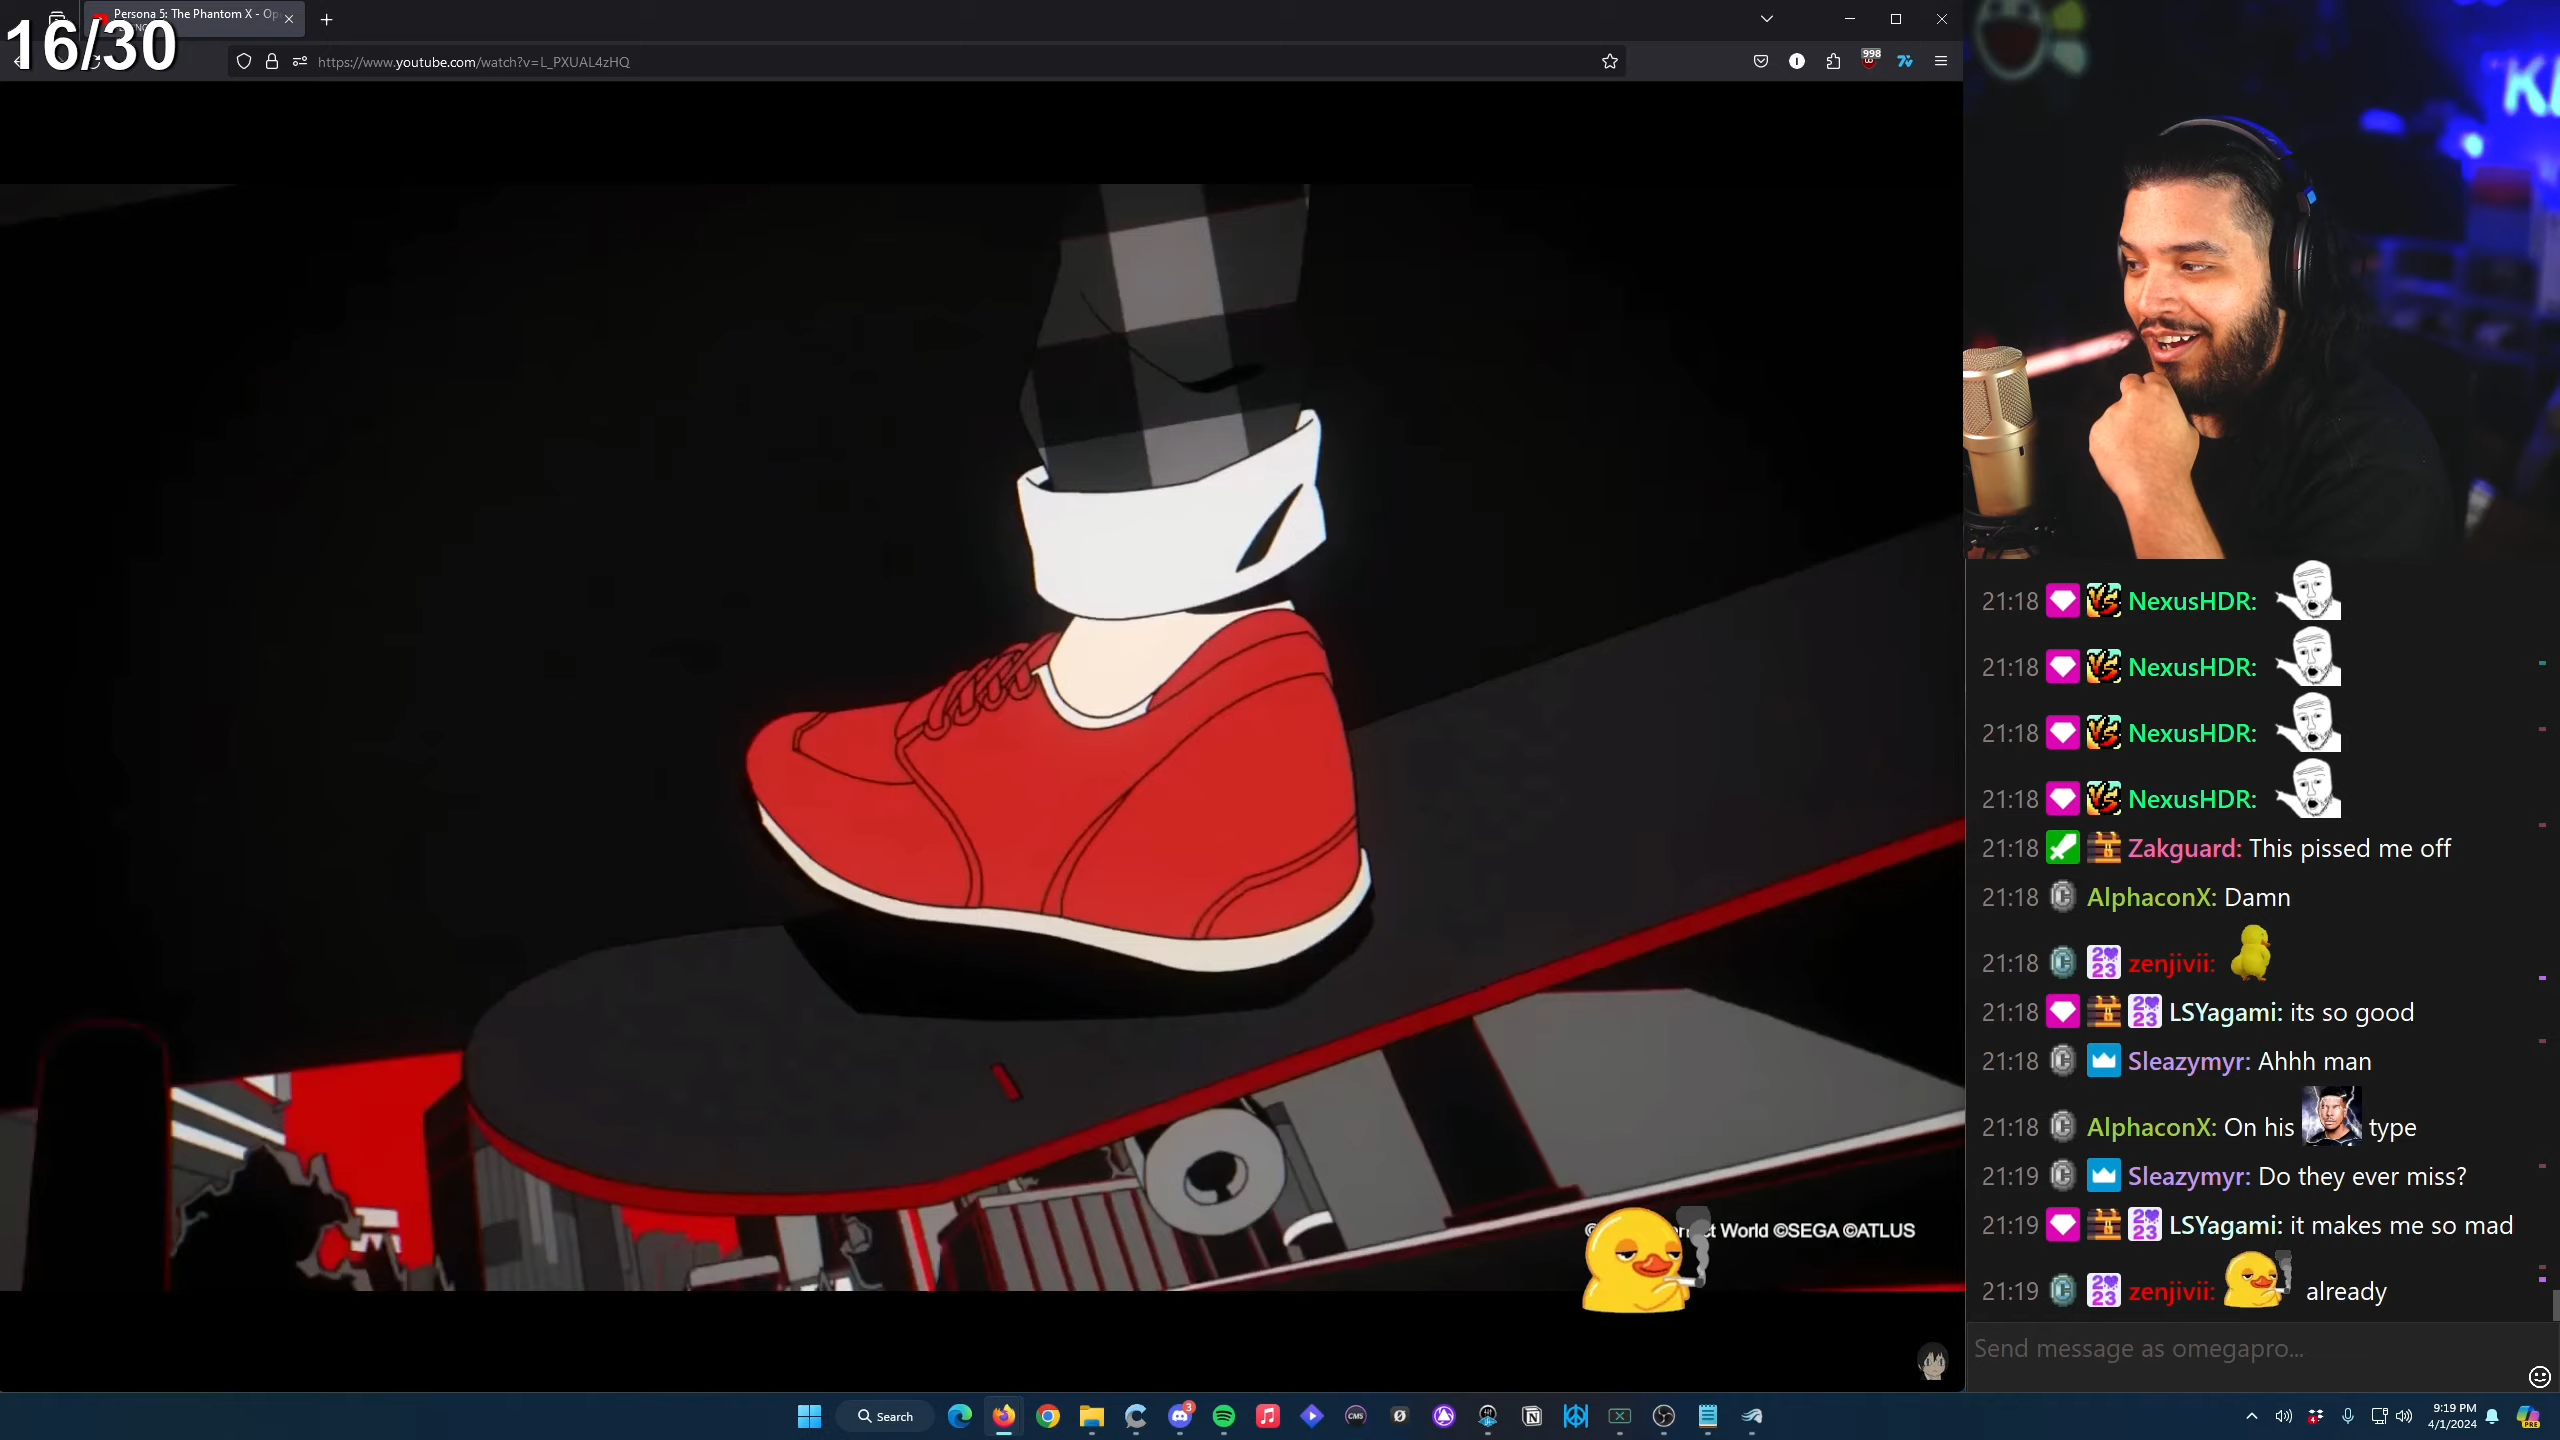 Persona 5: The Phantom X - Op
16/30
https://www.youtube.com/watch?v=L_PXUAL4zHQ
998
21:18 NexusHDR:
21:18 NexusHDR:
21:18 NexusHDR:
21:18 NexusHDR:
21:18 Zakguard: This pissed me off
21:18 AlphaconX: Damn
21:18 zenjivii:
21:18 LSYagami: its so good
21:18 Sleazymyr: Ahhh man
21:18 AlphaconX: On his type
21:19 Sleazymyr: Do they ever miss?
21:19 LSYagami: it makes me so mad
21:19 zenjivii: already
World ©SEGA ©ATLUS
Send message as omegapro...
Search
3
9:19 PM
4/1/2024